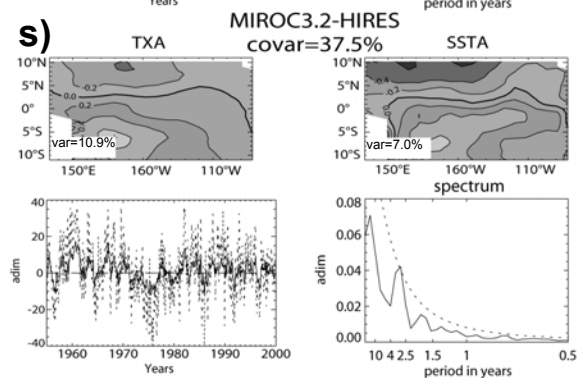 Years
period in years
s)
MIROC3.2-HIRES
covar=37.5%
TXA
SSTA
10°N
5°N
0°
5°S
10°S
-0.2
0.0
0.2
var=10.9%
150°E 160°W 110°W
10°N
5°N
0°
5°S
10°S
-0.4
-0.2
var=7.0%
150°E 160°W 110°W
spectrum
40
20
0
-20
-40
adim
1960 1970 1980 1990 2000
Years
0.08
0.06
0.04
0.02
0.00
adim
10 4 2.5 1.5 1 0.5
period in years